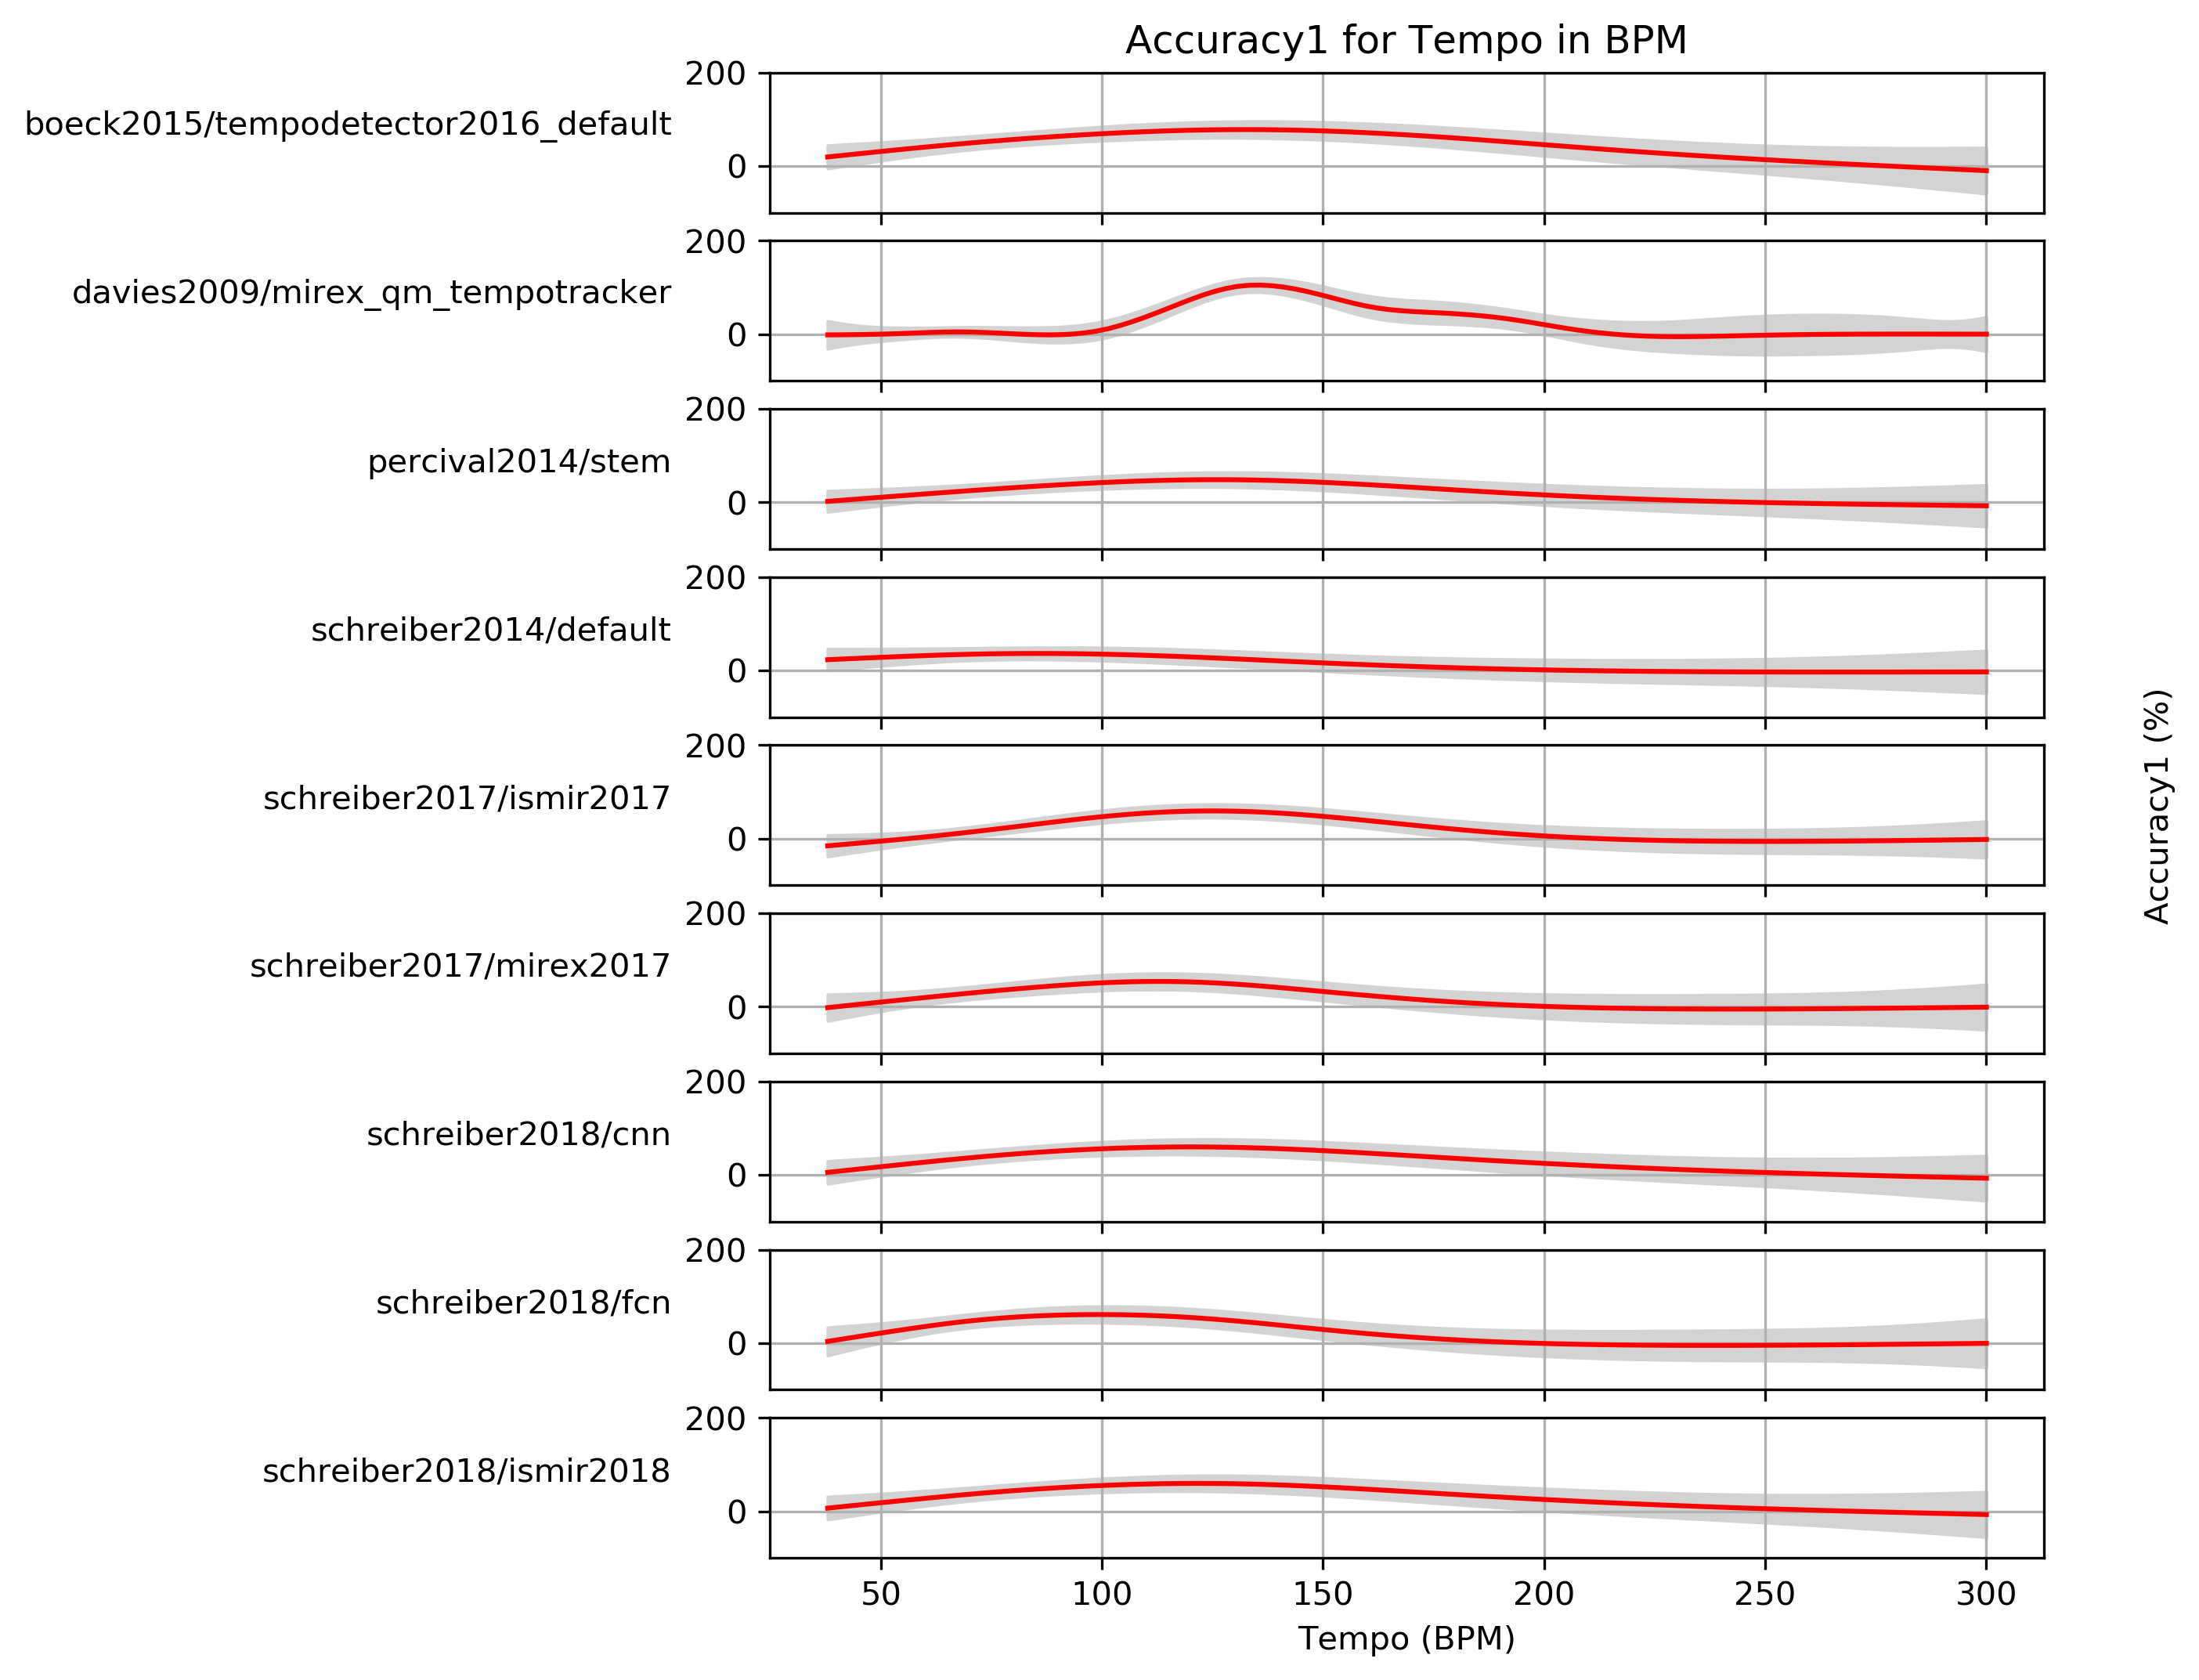 Accuracy1 for Tempo in BPM
boeck2015/tempodetector2016_default
200
0
davies2009/mirex_qm_tempotracker
200
0
percival2014/stem
200
0
schreiber2014/default
200
0
schreiber2017/ismir2017
200
0
schreiber2017/mirex2017
200
0
schreiber2018/cnn
200
0
schreiber2018/fcn
200
0
schreiber2018/ismir2018
200
0
50 100 150 200 250 300
Tempo (BPM)
Accuracy1 (%)